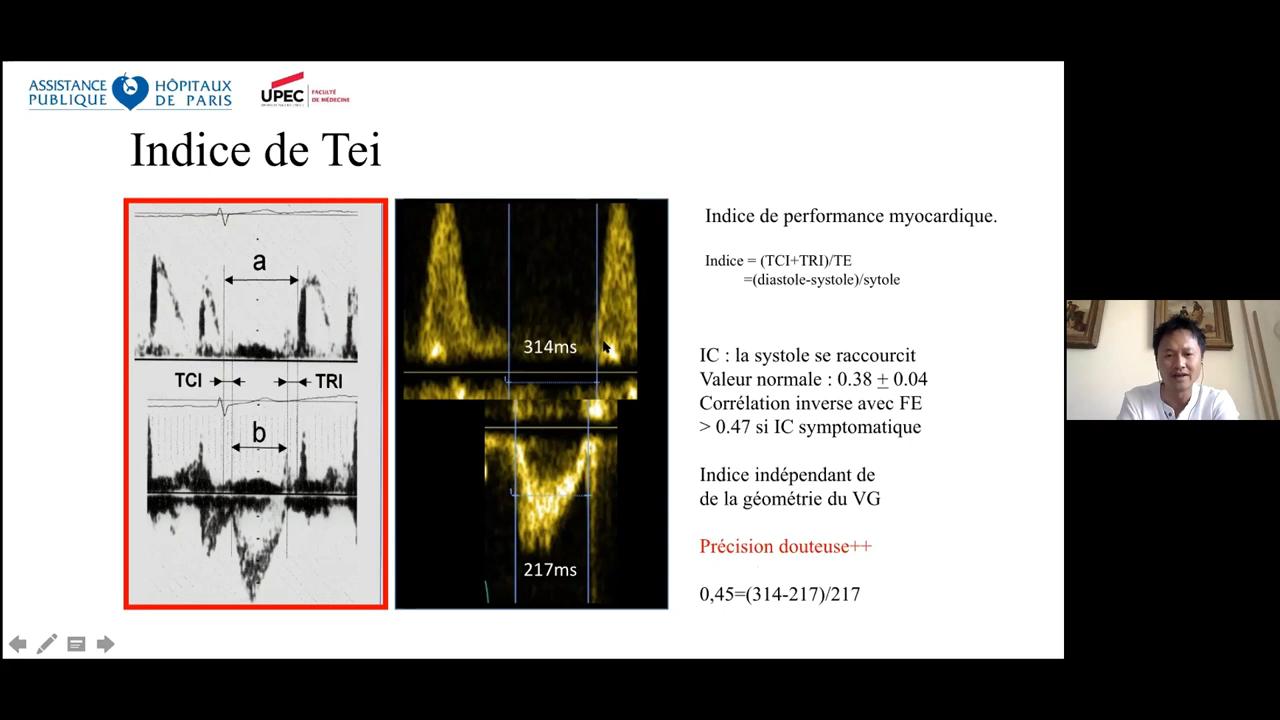 ASSISTANCE PUBLIQUE
HÔPITAUX DE PARIS
UPEC
FACULTÉ DE MÉDECINE
Indice de Tei
a
TCI
TRI
b
314ms
217ms
Indice de performance myocardique.
Indice = (TCI+TRI)/TE
=(diastole-systole)/sytole
IC : la systole se raccourcit
Valeur normale : 0.38 ± 0.04
Corrélation inverse avec FE
> 0.47 si IC symptomatique
Indice indépendant de
de la géométrie du VG
Précision douteuse++
0,45=(314-217)/217